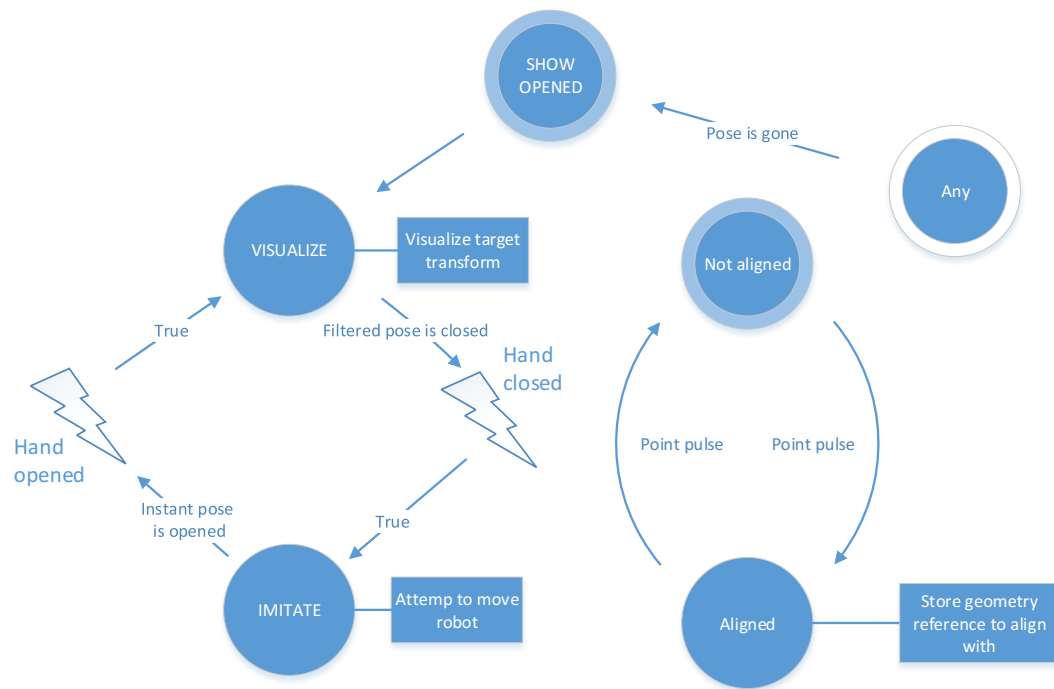 SHOW
OPENED
Pose is gone
Any
VISUALIZE
Visualize target
transform
Not aligned
True
Filtered pose is closed
Hand
closed
Hand
opened
Point pulse
Point pulse
Instant pose
is opened
True
IMITATE
Attemp to move
robot
Aligned
Store geometry
reference to align
with